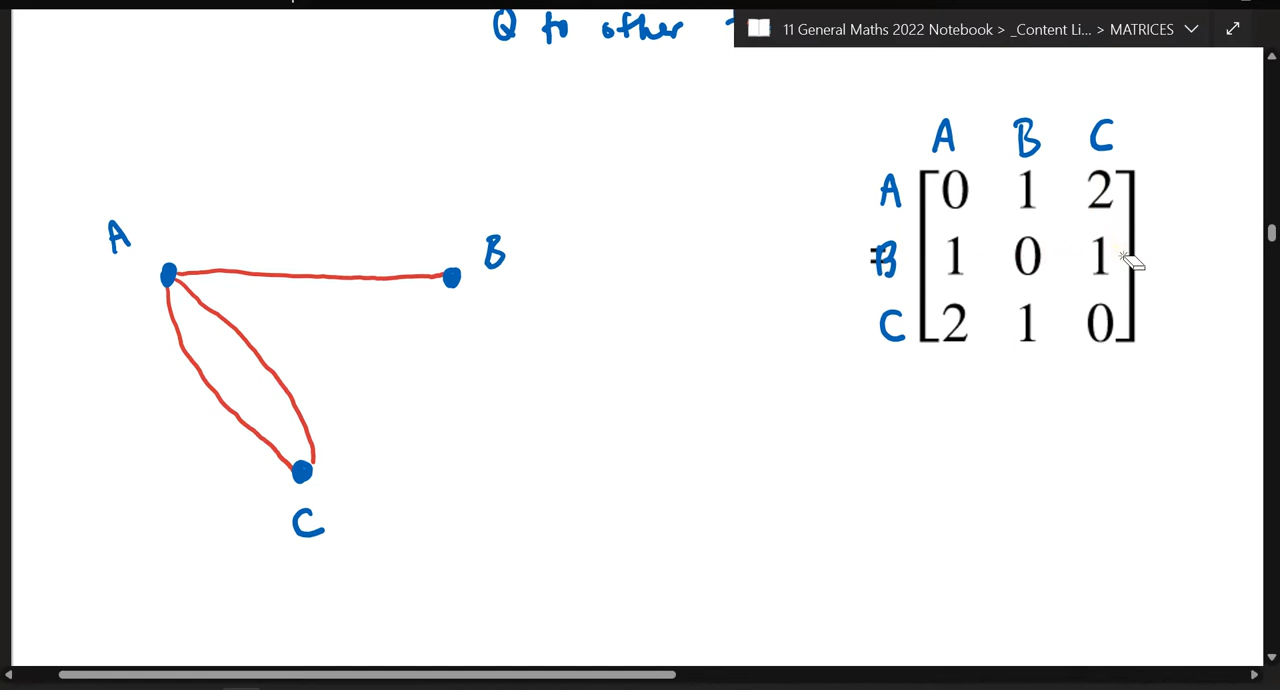 Q to other
11 General Maths 2022 Notebook > _Content Li... > MATRICES
A B C
A 0 1 2
B 1 0 1
C 2 1 0
A B
C